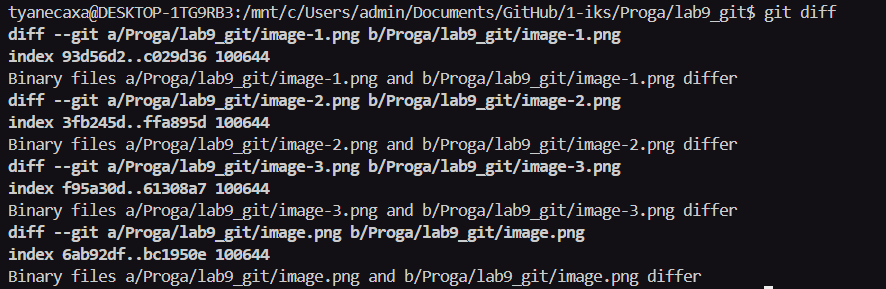 tyanecaxa@DESKTOP-1TG9RB3:/mnt/c/Users/admin/Documents/GitHub/1-iks/Proga/lab9_git$ git diff
diff --git a/Proga/lab9_git/image-1.png b/Proga/lab9_git/image-1.png
index 93d56d2..c029d36 100644
Binary files a/Proga/lab9_git/image-1.png and b/Proga/lab9_git/image-1.png differ
diff --git a/Proga/lab9_git/image-2.png b/Proga/lab9_git/image-2.png
index 3fb245d..ffa895d 100644
Binary files a/Proga/lab9_git/image-2.png and b/Proga/lab9_git/image-2.png differ
diff --git a/Proga/lab9_git/image-3.png b/Proga/lab9_git/image-3.png
index f95a30d..61308a7 100644
Binary files a/Proga/lab9_git/image-3.png and b/Proga/lab9_git/image-3.png differ
diff --git a/Proga/lab9_git/image.png b/Proga/lab9_git/image.png
index 6ab92df..bc1950e 100644
Binary files a/Proga/lab9_git/image.png and b/Proga/lab9_git/image.png differ